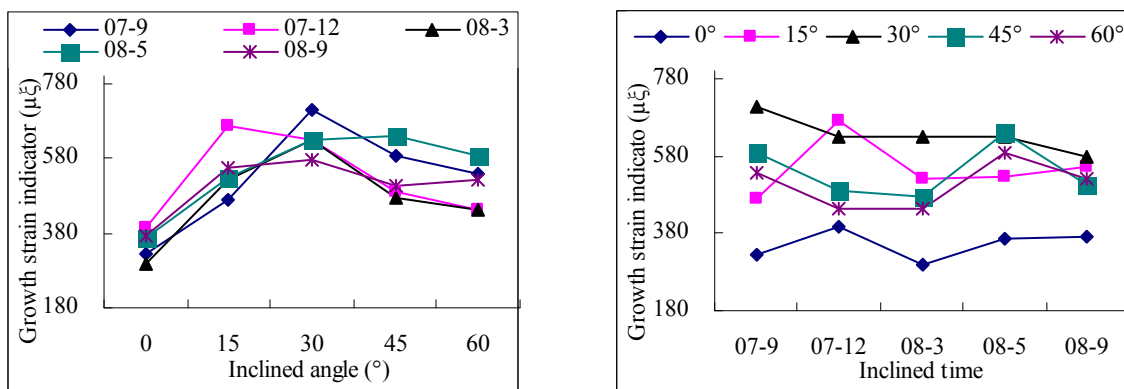 07-9 07-12 08-3
08-5 08-9
Growth strain indicator (μξ)
780
580
380
180
0 15 30 45 60
Inclined angle (°)
0° 15° 30° 45° 60°
Growth strain indicato (μξ)
780
580
380
180
07-9 07-12 08-3 08-5 08-9
Inclined time